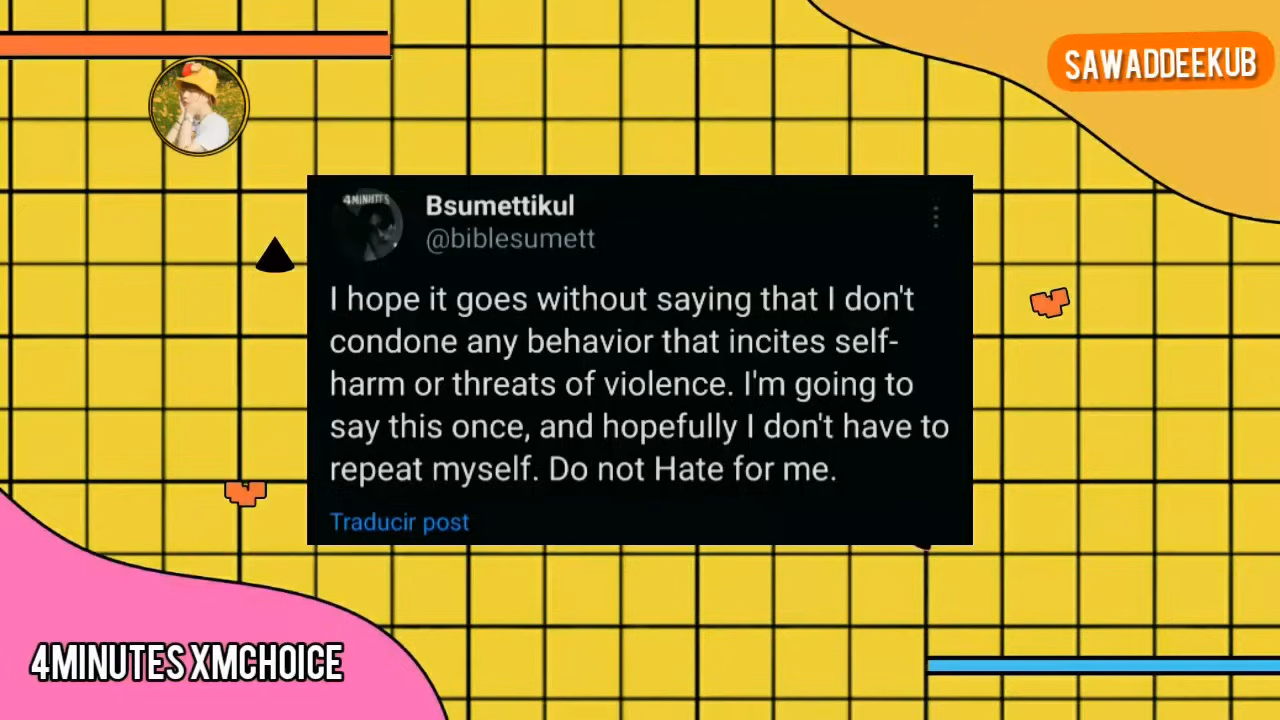 SAWADDEEKUB
4MINUTES
Bsumettikul
@biblesumett
I hope it goes without saying that I don't
condone any behavior that incites self-
harm or threats of violence. I'm going to
say this once, and hopefully I don't have to
repeat myself. Do not Hate for me.
Traducir post
4MINUTES XMCHOICE